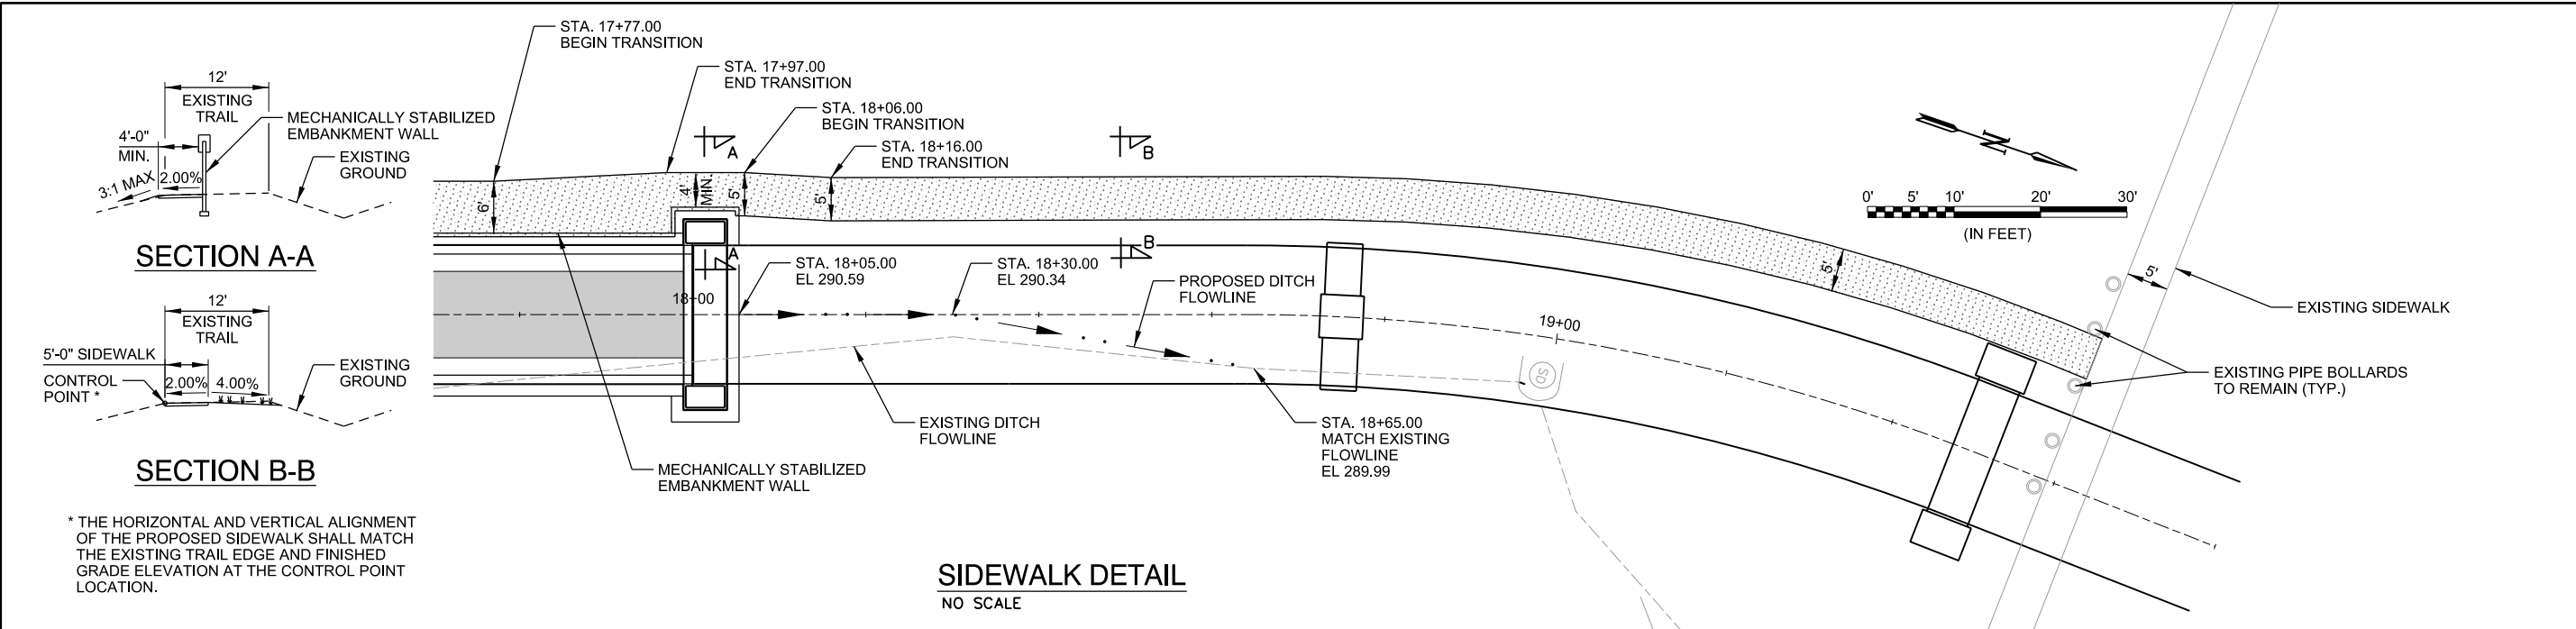 12'
EXISTING
TRAIL
MECHANICALLY STABILIZED
EMBANKMENT WALL
4'-0"
MIN.
EXISTING
GROUND
3:1 MAX
2.00%
SECTION A-A
12'
EXISTING
TRAIL
5'-0" SIDEWALK
EXISTING
GROUND
CONTROL
POINT *
2.00%
4.00%
SECTION B-B
* THE HORIZONTAL AND VERTICAL ALIGNMENT
OF THE PROPOSED SIDEWALK SHALL MATCH
THE EXISTING TRAIL EDGE AND FINISHED
GRADE ELEVATION AT THE CONTROL POINT
LOCATION.
STA. 17+77.00
BEGIN TRANSITION
STA. 17+97.00
END TRANSITION
STA. 18+06.00
BEGIN TRANSITION
STA. 18+16.00
END TRANSITION
A
B
6'
4'
MIN.
5'
5'
A
B
18+00
STA. 18+05.00
EL 290.59
STA. 18+30.00
EL 290.34
PROPOSED DITCH
FLOWLINE
19+00
SD
5'
EXISTING DITCH
FLOWLINE
MECHANICALLY STABILIZED
EMBANKMENT WALL
STA. 18+65.00
MATCH EXISTING
FLOWLINE
EL 289.99
N
0' 5' 10' 20' 30'
(IN FEET)
5'
EXISTING SIDEWALK
EXISTING PIPE BOLLARDS
TO REMAIN (TYP.)
SIDEWALK DETAIL
NO SCALE